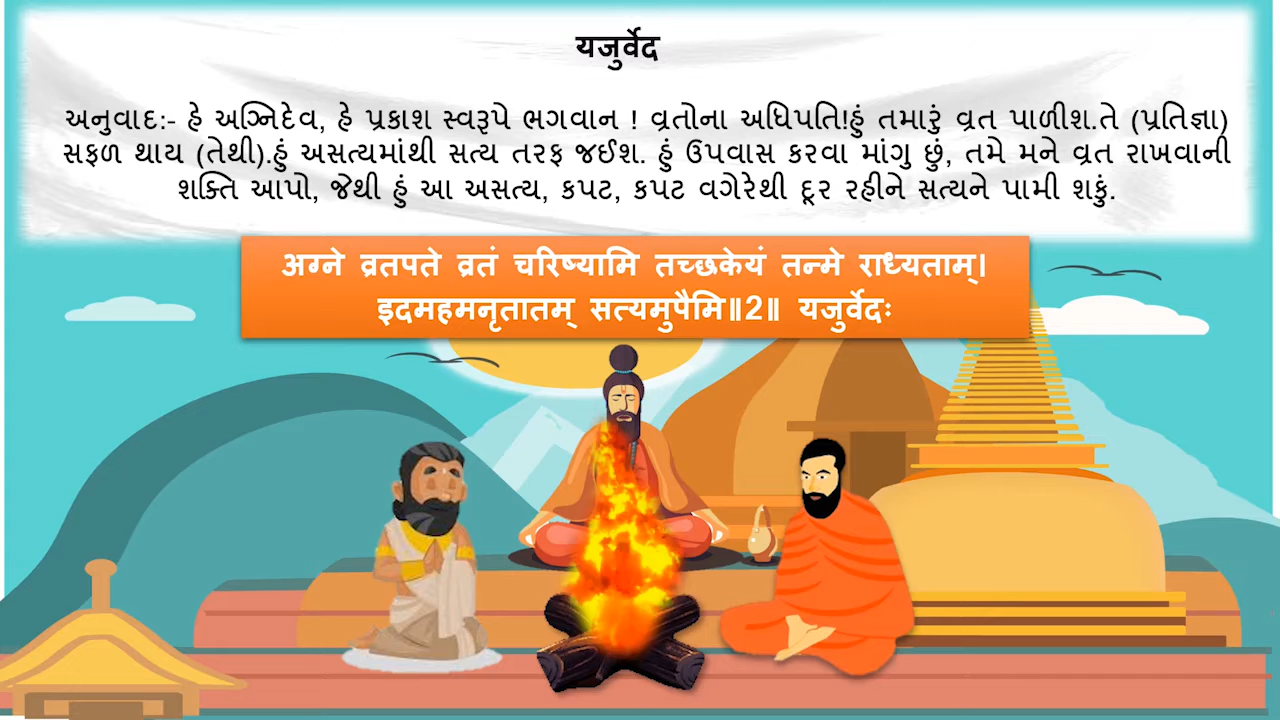 યજુર્વેદ
અનુવાદ:- હે અગ્નિદેવ, હે પ્રકાશ સ્વરૂપે ભગવાન ! વ્રતોના અધિપતિ!હું તમારું વ્રત પાળીશ.તે (પ્રતિજ્ઞા)
સફળ થાય (તેથી).હું અસત્યમાંથી સત્ય તરફ જઈશ. હું ઉપવાસ કરવા માંગુ છું, તમે મને વ્રત રાખવાની
શક્તિ આપો, જેથી હું આ અસત્ય, કપટ, કપટ વગેરેથી દૂર રહીને સત્યને પામી શકું.
अग्ने व्रतपते व्रतं चरिष्यामि तच्छकेयं तन्मे राध्यताम्।
इदमहमनृतातम् सत्यमुपैमि॥2॥ यजुर्वेदः